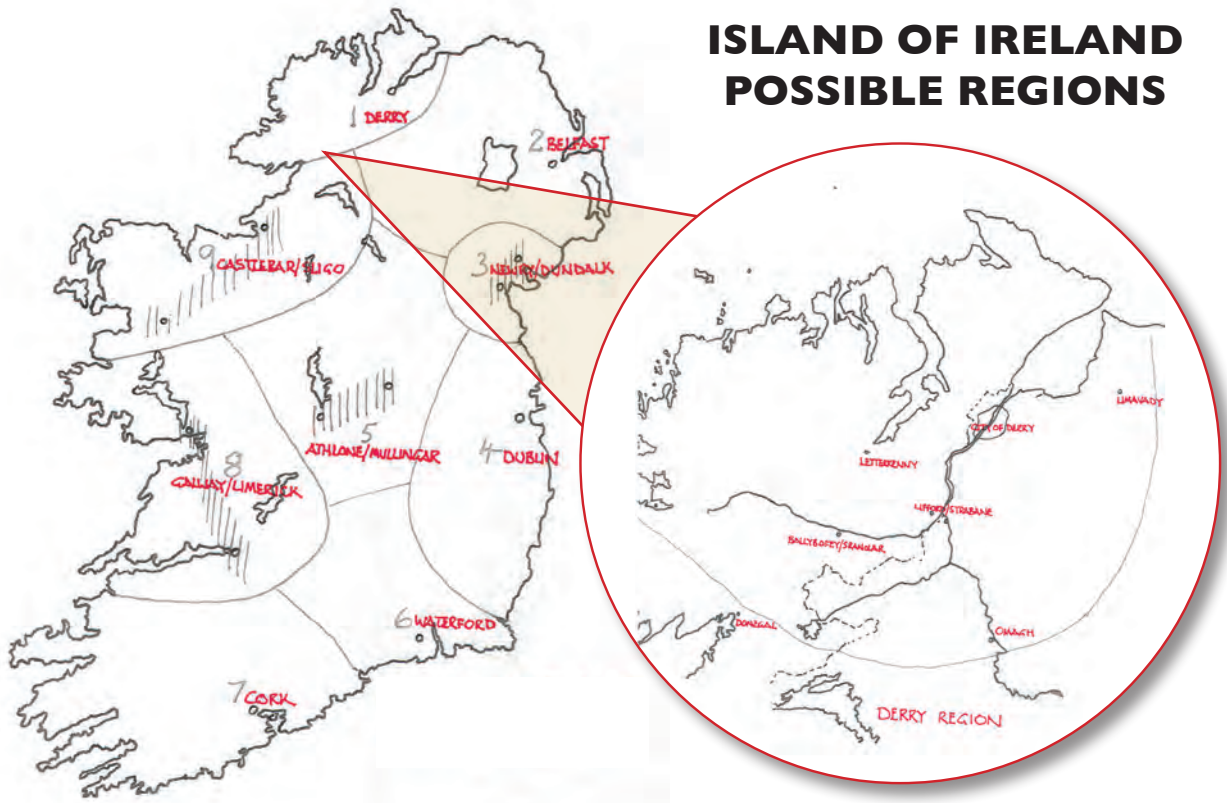 ISLAND OF IRELAND
POSSIBLE REGIONS
1 DERRY
2 BELFAST
3 NEWRY/DUNDALK
9
CASTLEBAR/SLIGO
5
ATHLONE/MULLINGAR
4 DUBLIN
8
GALWAY/LIMERICK
6 WATERFORD
7 CORK
LIMAVADY
CITY OF DERRY
LETTERKENNY
LIFFORD/STRABANE
BALLYBOFEY/STRANOLAR
DONEGAL
OMAGH
DERRY REGION